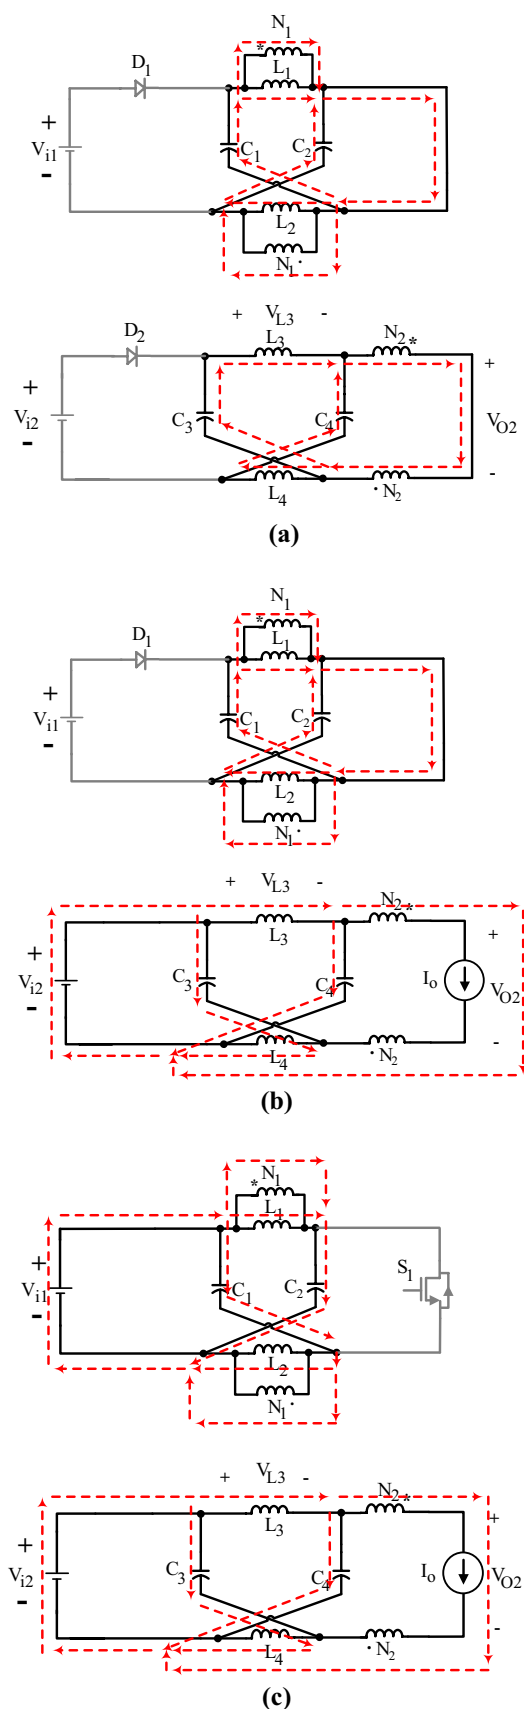 N1
* L1
D1
+ Vi1 - C1 C2
L2
N1 ·
+ VL3 -
D2 L3 N2 *
+ Vi2 - C3 C4 + VO2 -
L4 · N2
(a)
N1
* L1
D1
+ Vi1 - C1 C2
L2
N1 ·
+ VL3 -
L3 N2 *
+ Vi2 - C3 C4 Io + VO2 -
L4 · N2
(b)
N1
* L1
+ Vi1 - C1 C2 S1
L2
N1 ·
+ VL3 -
L3 N2 *
+ Vi2 - C3 C4 Io + VO2 -
L4 · N2
(c)